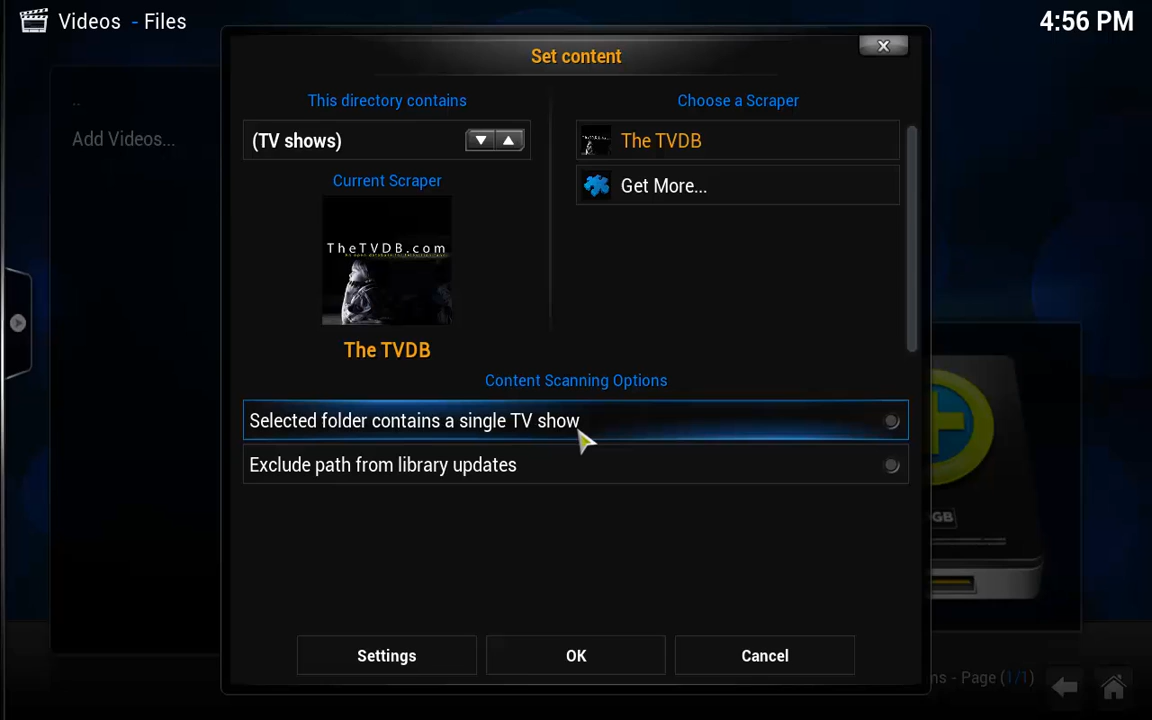 Videos - Files
4:56 PM
Set content
x
This directory contains
Choose a Scraper
..
Add Videos...
(TV shows)
The TVDB
Current Scraper
Get More...
TheTVDB.com
The TVDB
Content Scanning Options
Selected folder contains a single TV show
Exclude path from library updates
GB
Settings
OK
Cancel
ms - Page (1/1)